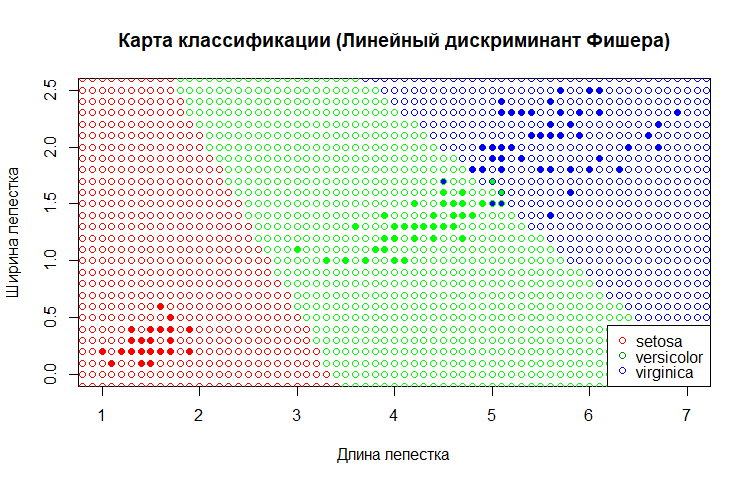 Карта классификации (Линейный дискриминант Фишера)
Ширина лепестка
2.5
2.0
1.5
1.0
0.5
0.0
setosa
versicolor
virginica
1 2 3 4 5 6 7
Длина лепестка